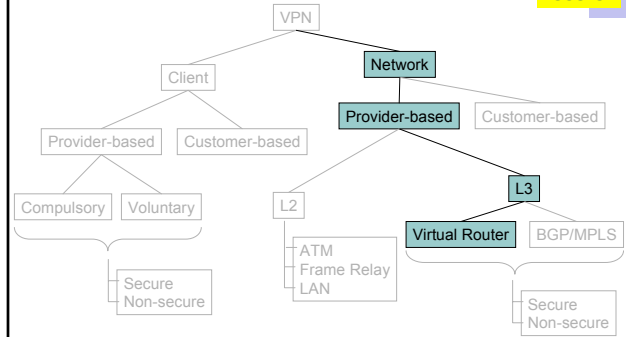 VPN
Client
Network
Provider-based
Customer-based
Provider-based
Customer-based
Compulsory
Voluntary
L2
L3
Virtual Router
BGP/MPLS
ATM
Frame Relay
LAN
Secure
Non-secure
Secure
Non-secure